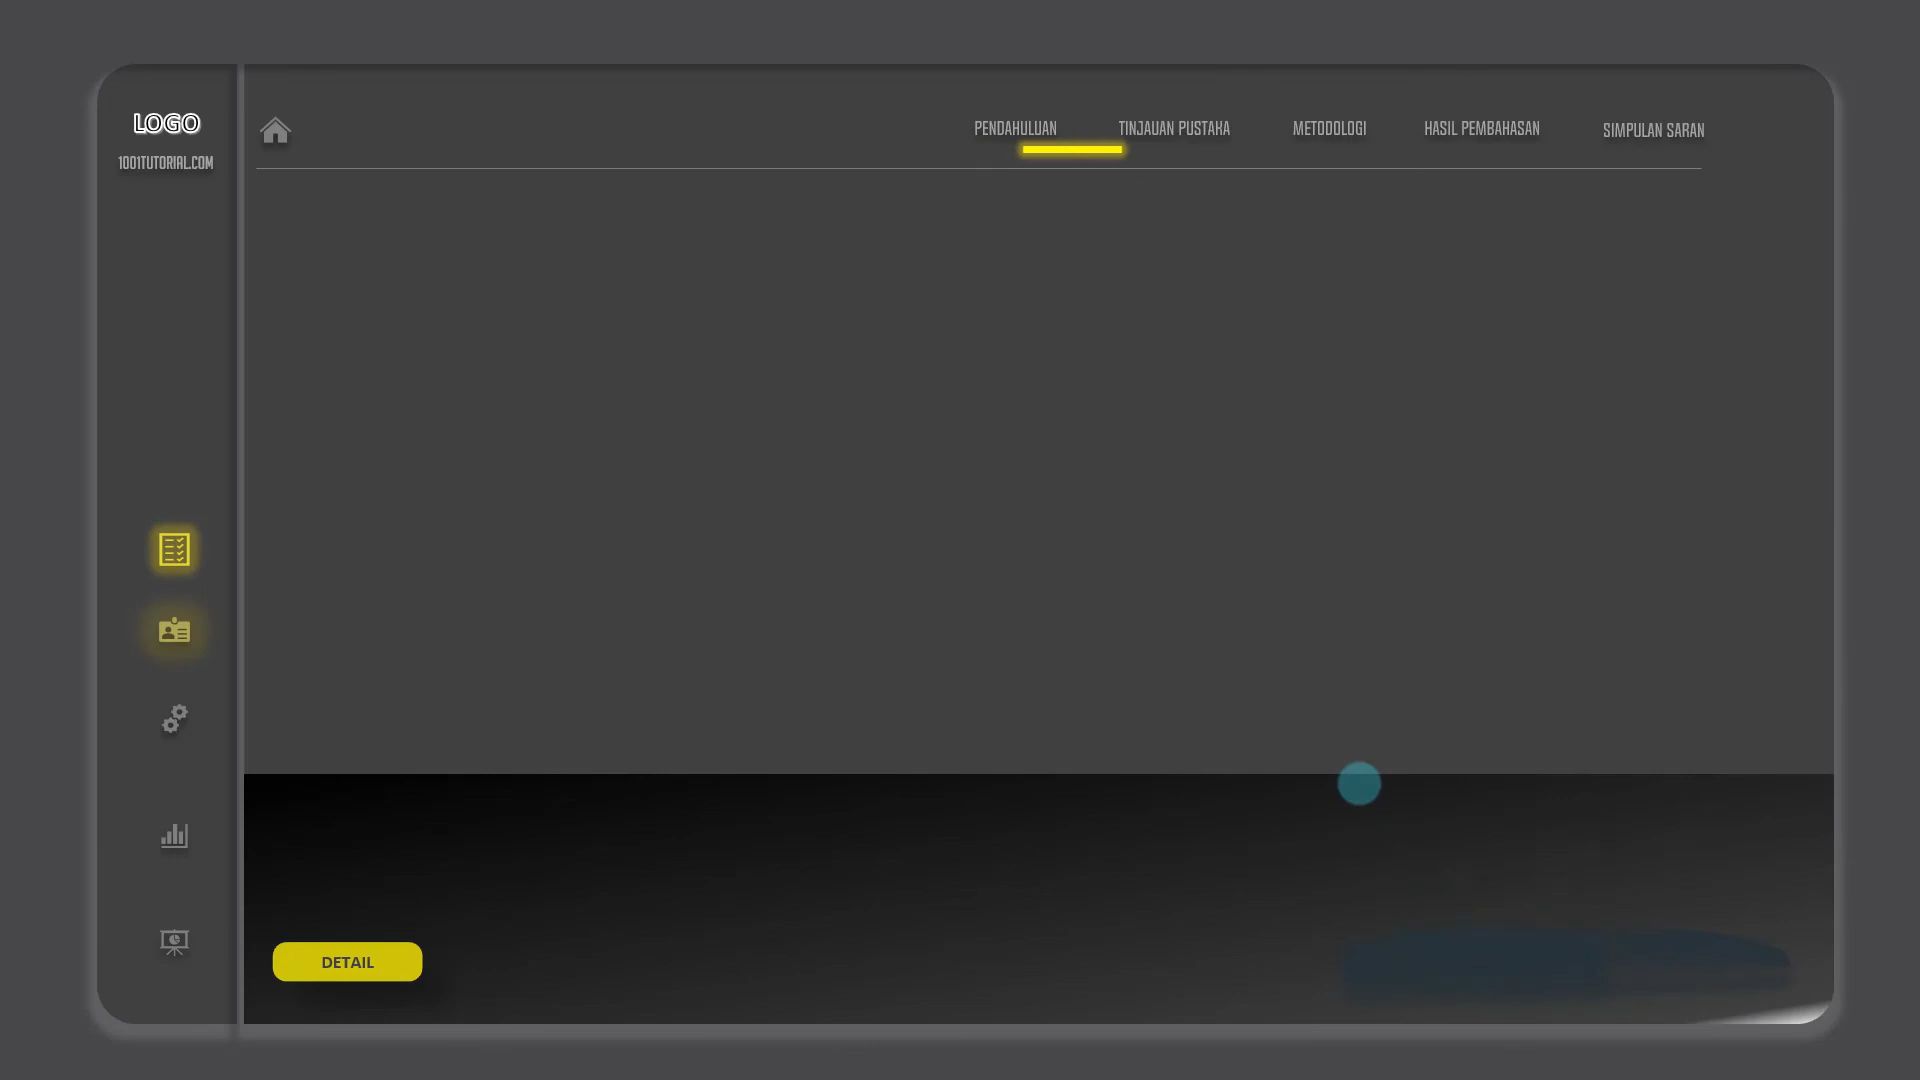 LOGO
1001TUTORIAL.COM
PENDAHULUAN
TINJAUAN PUSTAKA
METODOLOGI
HASIL PEMBAHASAN
SIMPULAN SARAN
DETAIL